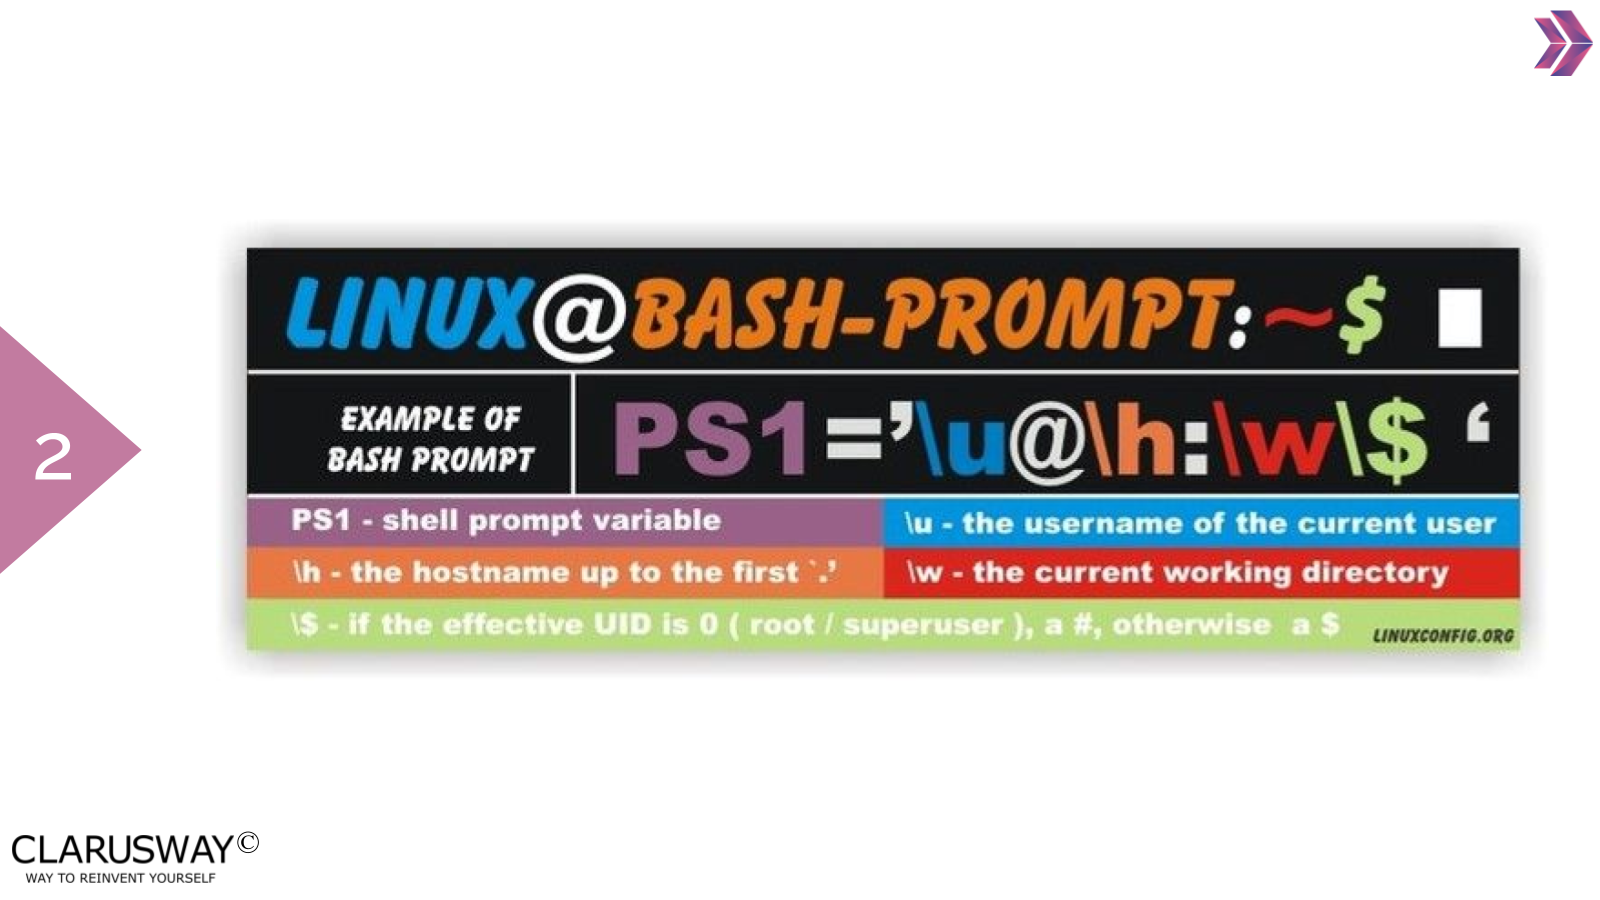 LINUX@BASH-PROMPT:~$
EXAMPLE OF
BASH PROMPT
PS1=’\u@\h:\w\$ ‘
PS1 - shell prompt variable
\u - the username of the current user
\h - the hostname up to the first `.’
\w - the current working directory
\$ - if the effective UID is 0 ( root / superuser ), a #, otherwise a $
LINUXCONFIG.ORG
2
CLARUSWAY©
WAY TO REINVENT YOURSELF